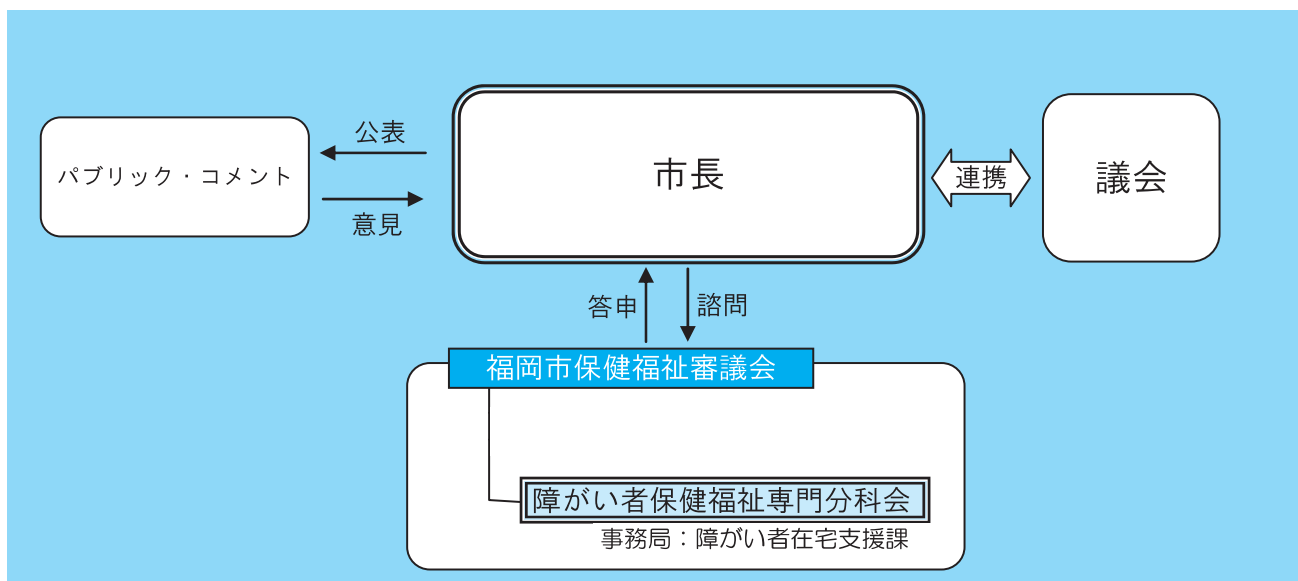 公表
パブリック・コメント
意見
市長
連携
議会
答申
諮問
福岡市保健福祉審議会
障がい者保健福祉専門分科会
事務局：障がい者在宅支援課